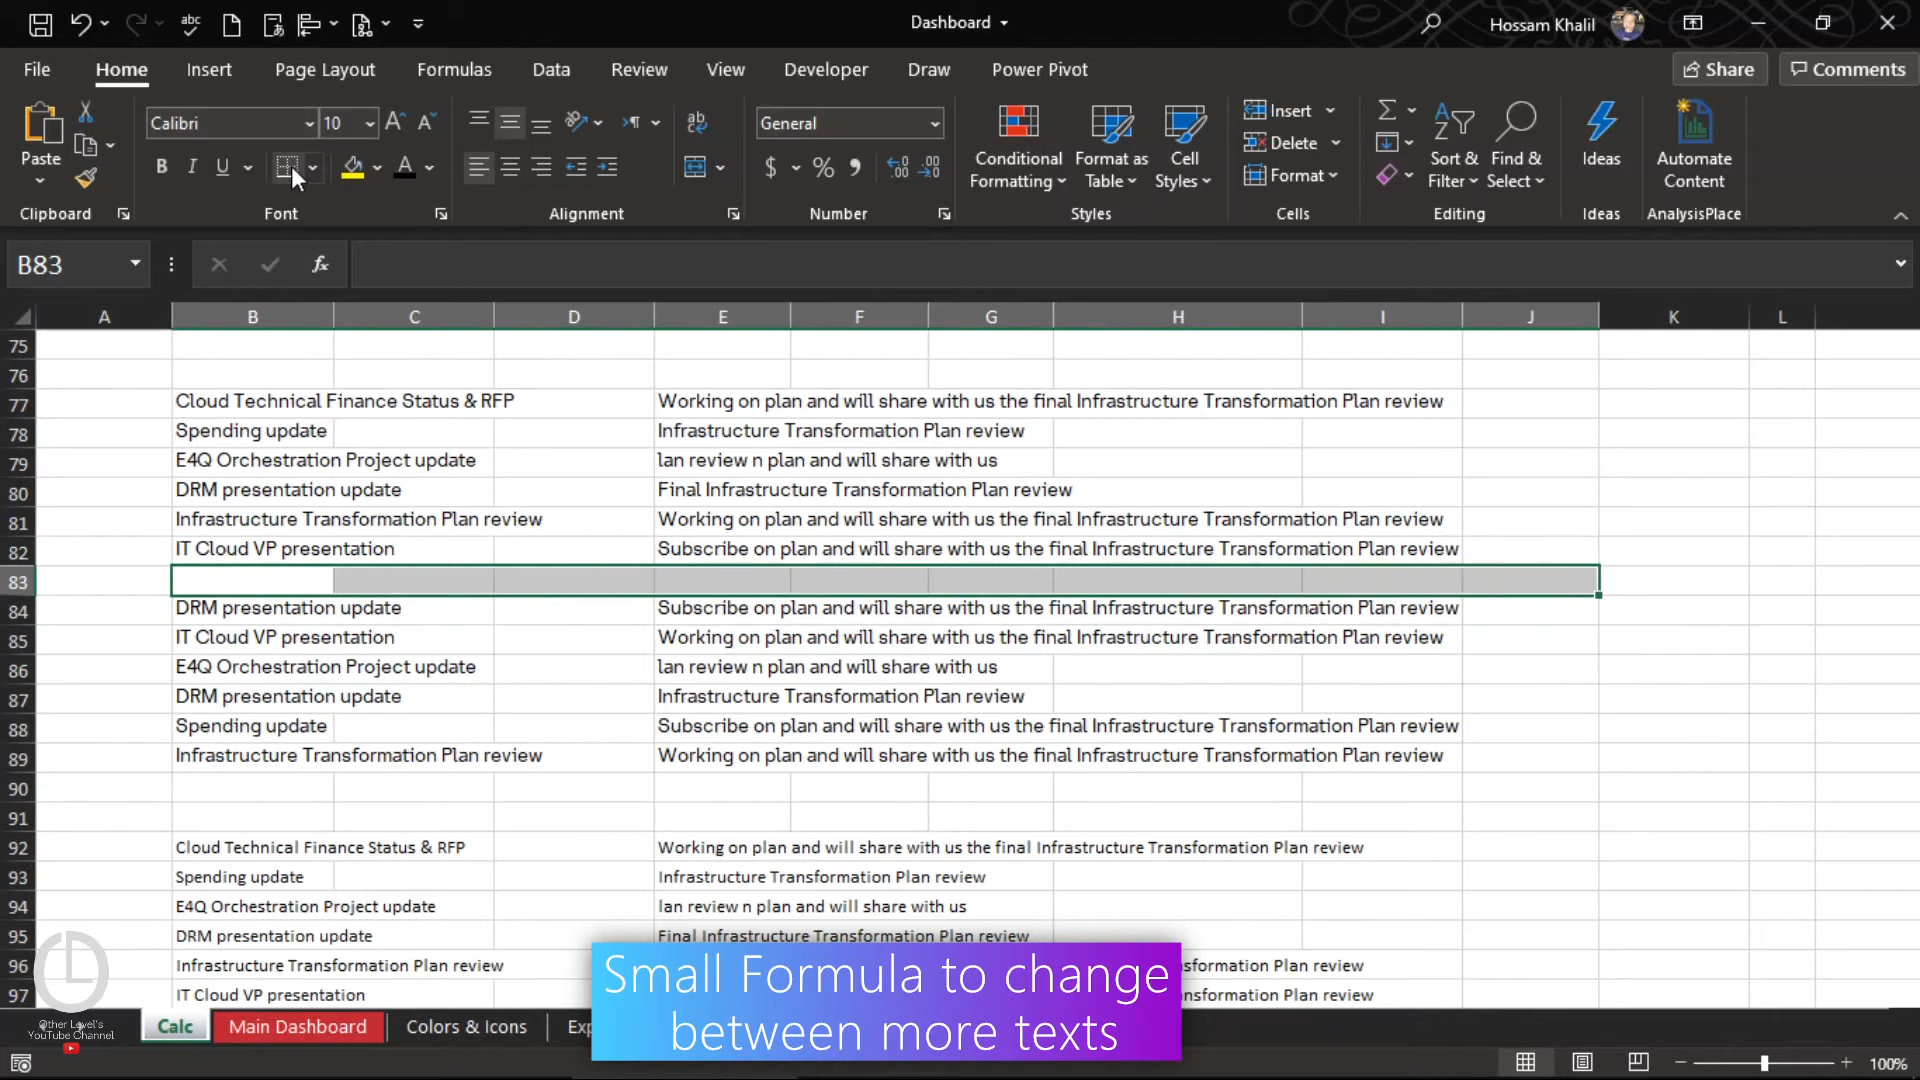 abc
Dashboard
Hossam Khalil
File Home Insert Page Layout Formulas Data Review View Developer Draw Power Pivot Share Comments
Calibri 10 General Insert
Paste B I U $ % Conditional Formatting Format as Table Cell Styles Delete Sort & Filter Find & Select Ideas Automate Content
Format
Clipboard Font Alignment Number Styles Cells Editing Ideas AnalysisPlace
B83 fx
A B C D E F G H I J K L
75
76
77 Cloud Technical Finance Status & RFP Working on plan and will share with us the final Infrastructure Transformation Plan review
78 Spending update Infrastructure Transformation Plan review
79 E4Q Orchestration Project update lan review n plan and will share with us
80 DRM presentation update Final Infrastructure Transformation Plan review
81 Infrastructure Transformation Plan review Working on plan and will share with us the final Infrastructure Transformation Plan review
82 IT Cloud VP presentation Subscribe on plan and will share with us the final Infrastructure Transformation Plan review
83
84 DRM presentation update Subscribe on plan and will share with us the final Infrastructure Transformation Plan review
85 IT Cloud VP presentation Working on plan and will share with us the final Infrastructure Transformation Plan review
86 E4Q Orchestration Project update lan review n plan and will share with us
87 DRM presentation update Infrastructure Transformation Plan review
88 Spending update Subscribe on plan and will share with us the final Infrastructure Transformation Plan review
89 Infrastructure Transformation Plan review Working on plan and will share with us the final Infrastructure Transformation Plan review
90
91
92 Cloud Technical Finance Status & RFP Working on plan and will share with us the final Infrastructure Transformation Plan review
93 Spending update Infrastructure Transformation Plan review
94 E4Q Orchestration Project update lan review n plan and will share with us
95 DRM presentation update Final Infrastructure Transformation Plan review
96 Infrastructure Transformation Plan review sformation Plan review
97 IT Cloud VP presentation nsformation Plan review
Small Formula to change
between more texts
Other Level's
YouTube Channel
Calc Main Dashboard Colors & Icons Exp
100%